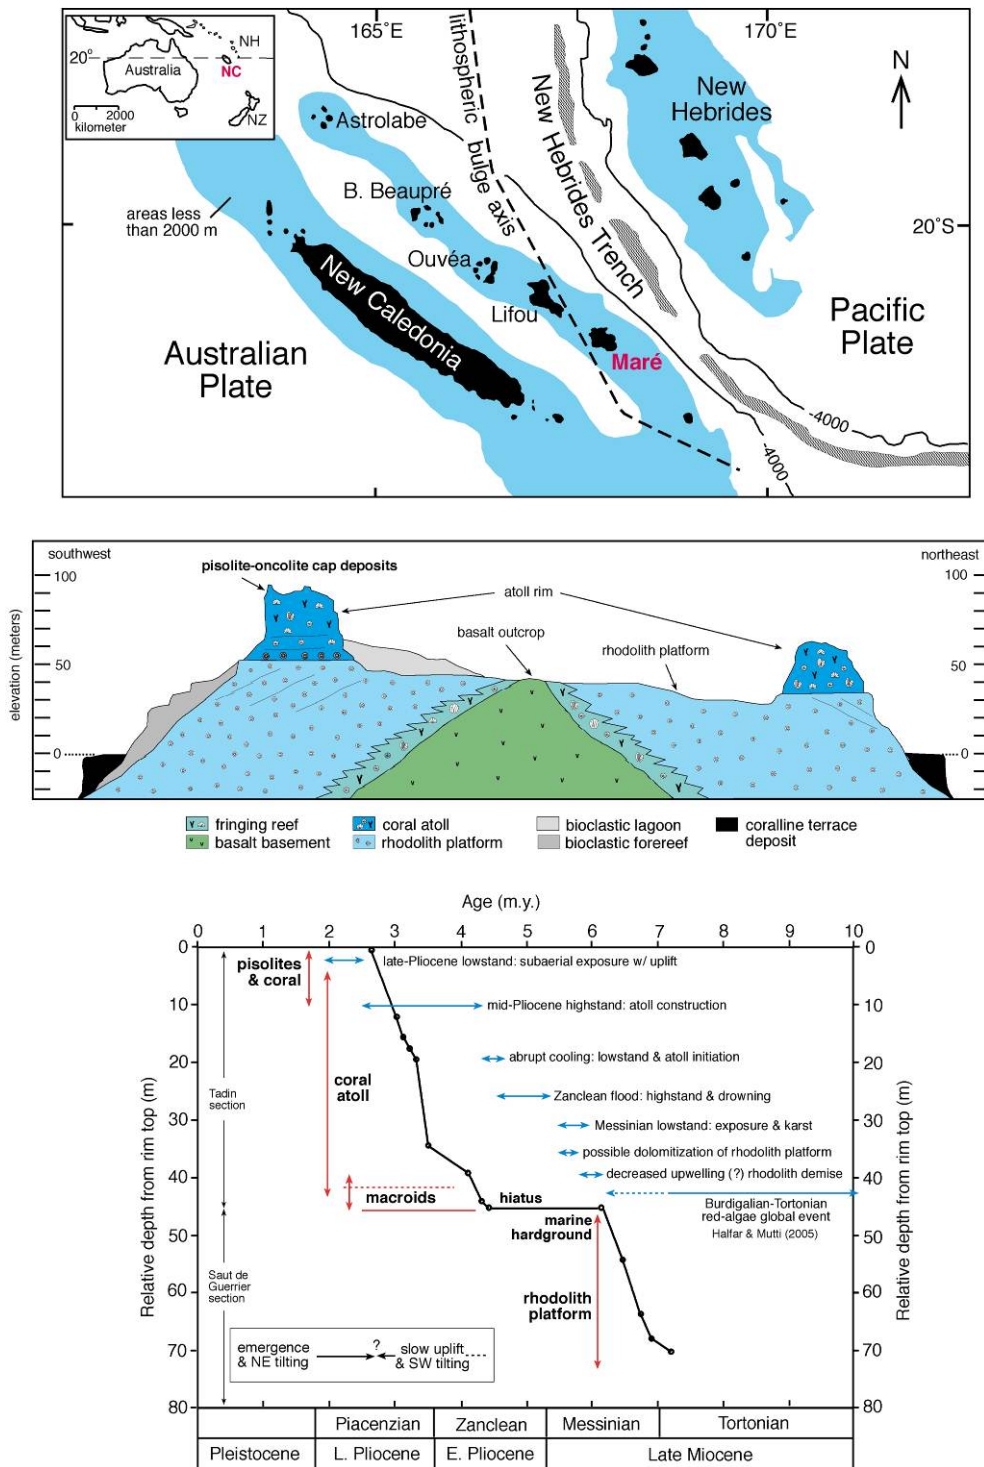 165°E
170°E
NH
20°
Australia
NC
0 2000
kilometer
NZ
N
New
Hebrides
Astrolabe
lithospheric bulge axis
New Hebrides Trench
B. Beaupré
areas less
than 2000 m
20°S
Ouvéa
Lifou
New Caledonia
Maré
Pacific
Plate
Australian
Plate
-4000
-4000
165°E
170°E
southwest
northeast
pisolite-oncolite cap deposits
atoll rim
basalt outcrop
rhodolith platform
elevation (meters)
100
50
0
100
50
0
fringing reef
coral atoll
bioclastic lagoon
coralline terrace
deposit
basalt basement
rhodolith platform
bioclastic forereef
Age (m.y.)
0 1 2 3 4 5 6 7 8 9 10
Relative depth from rim top (m)
0
10
20
30
40
50
60
70
80
pisolites
& coral
late-Pliocene lowstand: subaerial exposure w/ uplift
mid-Pliocene highstand: atoll construction
abrupt cooling: lowstand & atoll initiation
coral
atoll
Zanclean flood: highstand & drowning
Tadin
section
Messinian lowstand: exposure & karst
possible dolomitization of rhodolith platform
decreased upwelling (?) rhodolith demise
macroids
hiatus
Burdigalian-Tortonian
red-algae global event
Halfar & Mutti (2005)
marine
hardground
Saut de
Guerrier
section
rhodolith
platform
emergence
& NE tilting
?
slow uplift
& SW tilting
Relative depth from rim top (m)
0
10
20
30
40
50
60
70
80
Piacenzian
Zanclean
Messinian
Tortonian
Pleistocene
L. Pliocene
E. Pliocene
Late Miocene